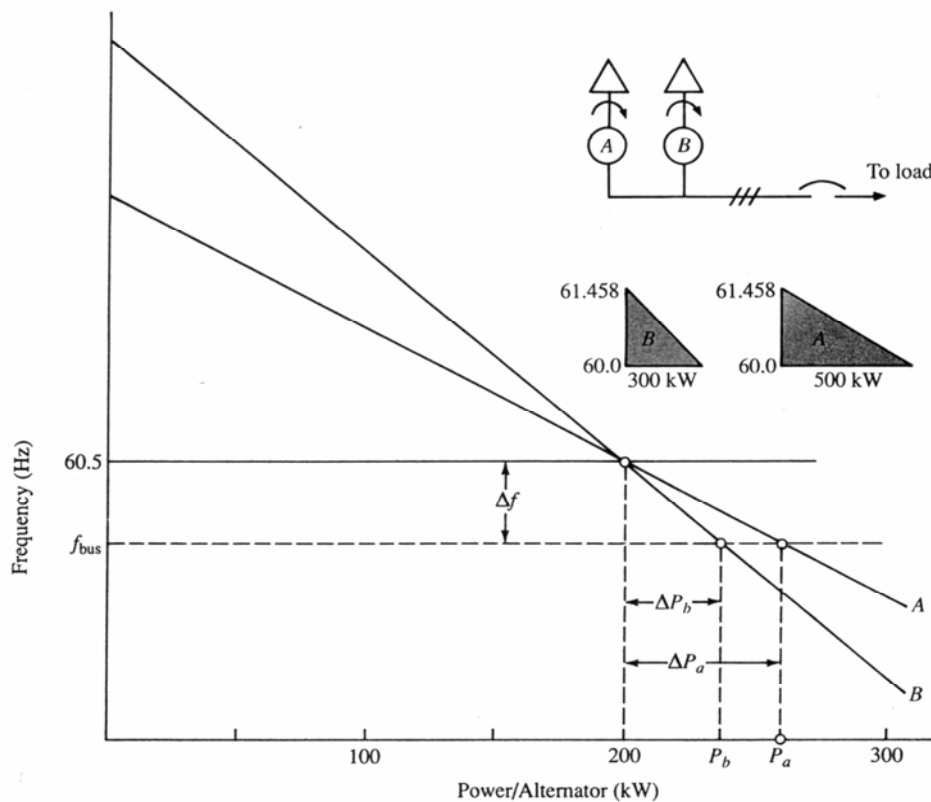 A
B
To load
61.458
61.458
B
A
60.0
60.0
300 kW
500 kW
Frequency (Hz)
60.5
Δf
f_bus
ΔP_b
A
ΔP_a
B
100
200
P_b
P_a
300
Power/Alternator (kW)